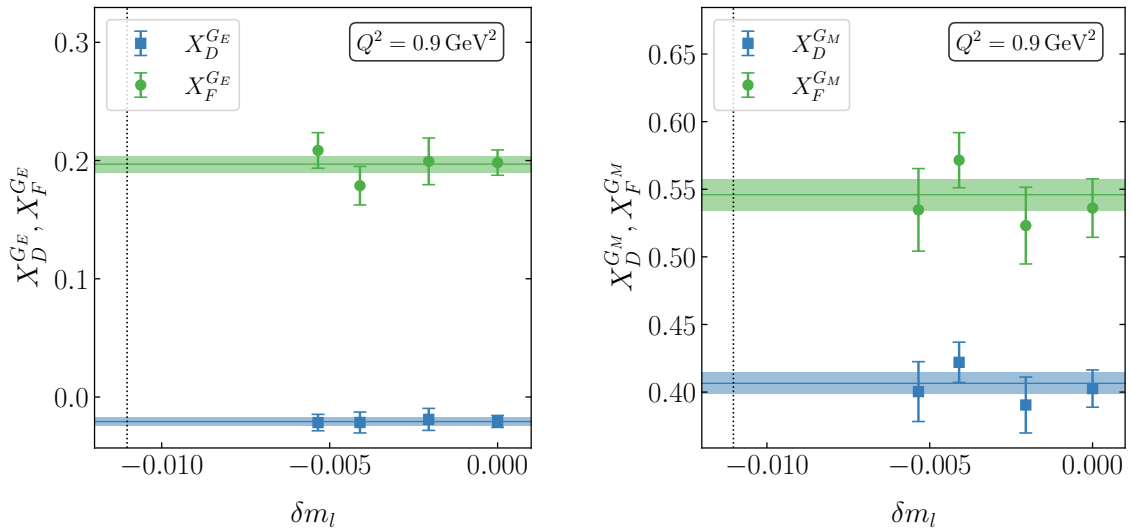 X_D^{G_E}
X_F^{G_E}
Q^2 = 0.9 GeV^2
0.3
0.2
0.1
0.0
X_D^{G_E}, X_F^{G_E}
−0.010 −0.005 0.000
δm_l
X_D^{G_M}
X_F^{G_M}
Q^2 = 0.9 GeV^2
0.65
0.60
0.55
0.50
0.45
0.40
X_D^{G_M}, X_F^{G_M}
−0.010 −0.005 0.000
δm_l